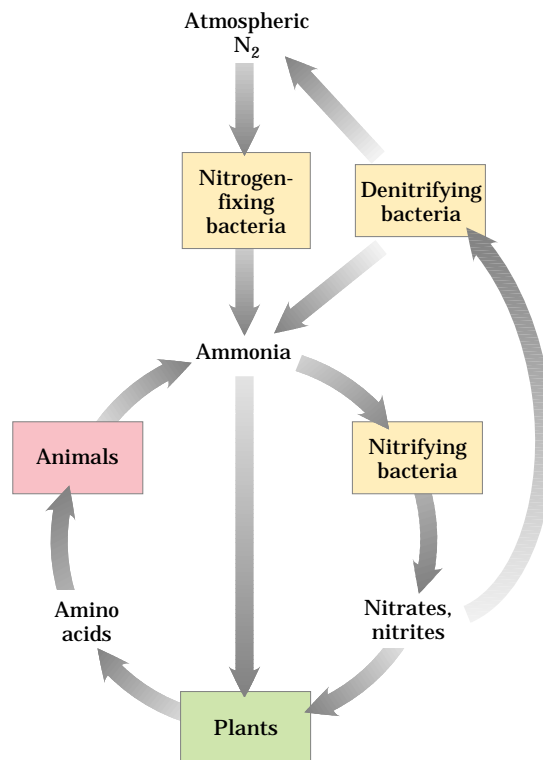 Atmospheric
N₂
Nitrogen-
fixing
bacteria
Denitrifying
bacteria
Ammonia
Animals
Nitrifying
bacteria
Amino
acids
Nitrates,
nitrites
Plants